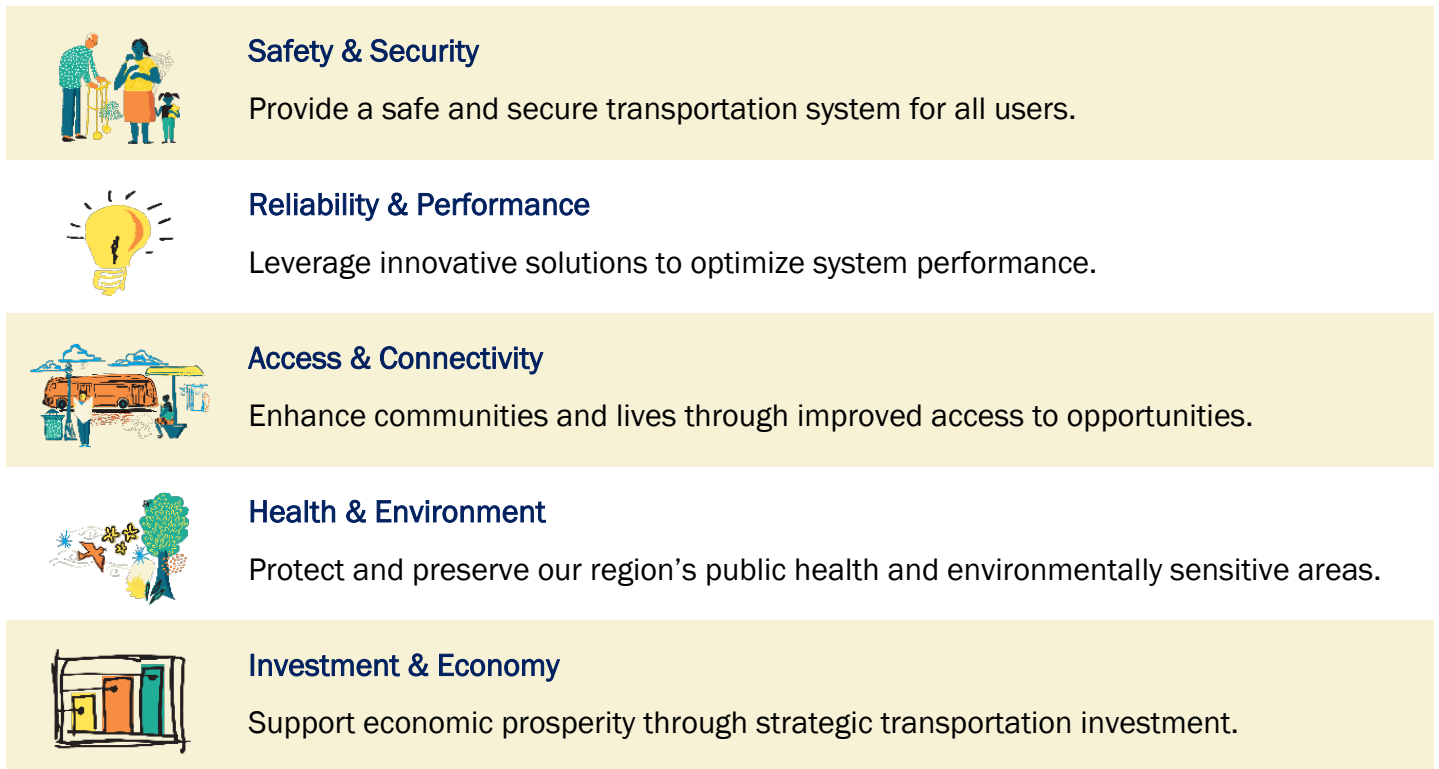 Safety & Security
Provide a safe and secure transportation system for all users.
Reliability & Performance
Leverage innovative solutions to optimize system performance.
Access & Connectivity
Enhance communities and lives through improved access to opportunities.
Health & Environment
Protect and preserve our region’s public health and environmentally sensitive areas.
Investment & Economy
Support economic prosperity through strategic transportation investment.